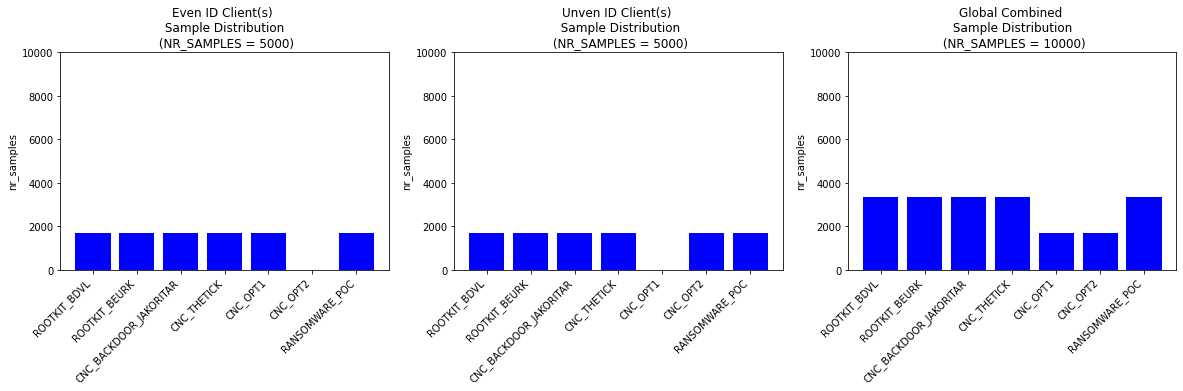 Even ID Client(s)
Sample Distribution
(NR_SAMPLES = 5000)
10000
8000
6000
4000
2000
0
nr_samples
ROOTKIT_BDVL
ROOTKIT_BEURK
CNC_BACKDOOR_JAKORITAR
CNC_THETICK
CNC_OPT1
CNC_OPT2
RANSOMWARE_POC
Unven ID Client(s)
Sample Distribution
(NR_SAMPLES = 5000)
10000
8000
6000
4000
2000
0
nr_samples
ROOTKIT_BDVL
ROOTKIT_BEURK
CNC_BACKDOOR_JAKORITAR
CNC_THETICK
CNC_OPT1
CNC_OPT2
RANSOMWARE_POC
Global Combined
Sample Distribution
(NR_SAMPLES = 10000)
10000
8000
6000
4000
2000
0
nr_samples
ROOTKIT_BDVL
ROOTKIT_BEURK
CNC_BACKDOOR_JAKORITAR
CNC_THETICK
CNC_OPT1
CNC_OPT2
RANSOMWARE_POC